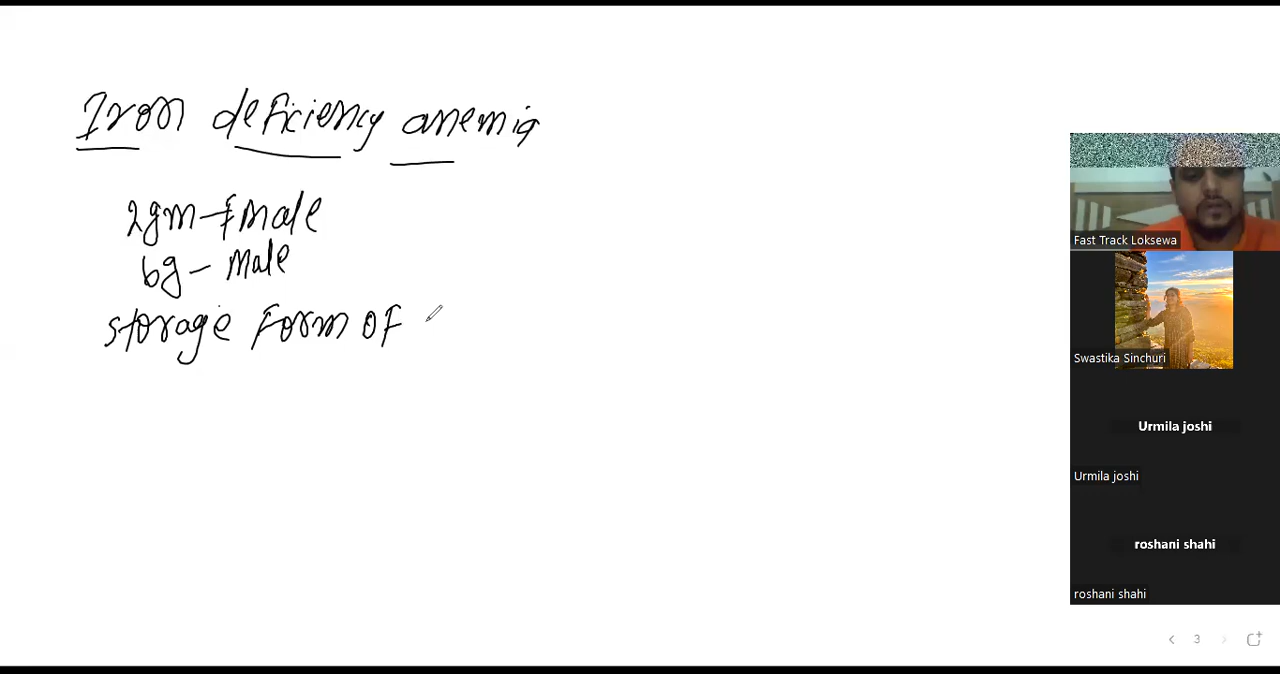 Iron deficiency anemia
2gm-fmale
6g - male
storage form of
Fast Track Loksewa
Swastika Sinchuri
Urmila joshi
Urmila joshi
roshani shahi
roshani shahi
3